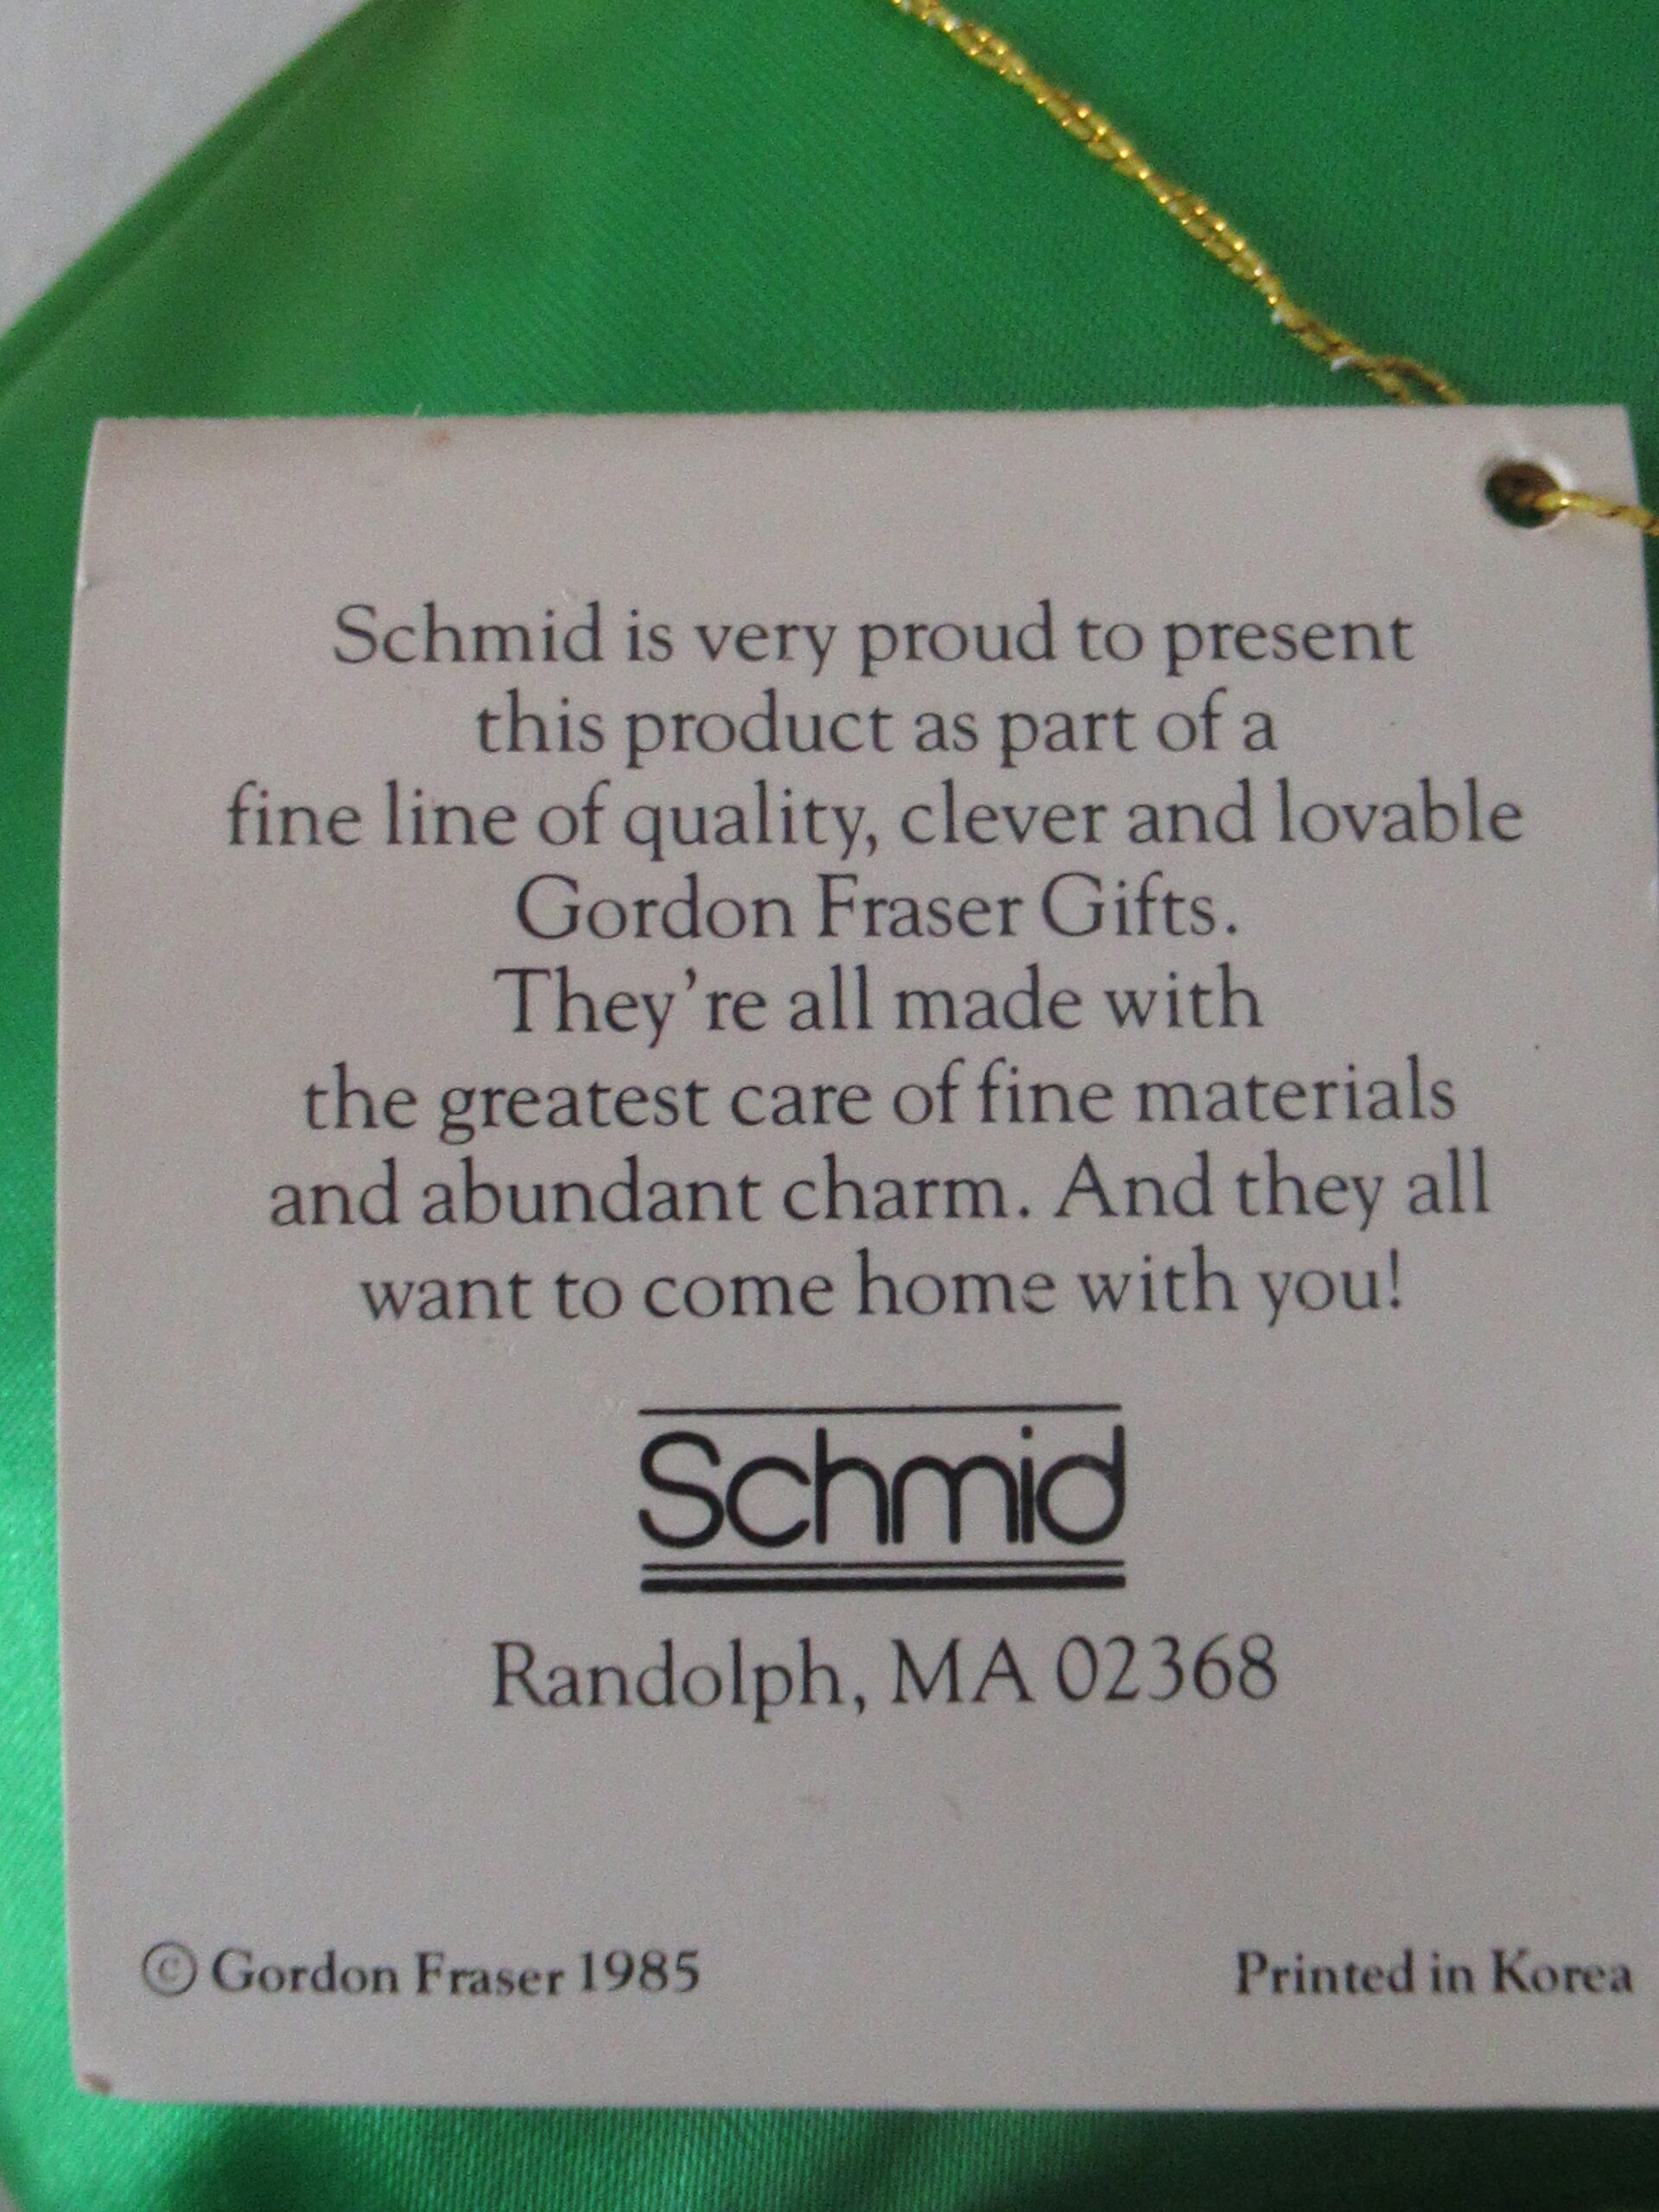 Schmid is very proud to present
this product as part of a
fine line of quality, clever and lovable
Gordon Fraser Gifts.
They're all made with
the greatest care of fine materials
and abundant charm. And they all
want to come home with you!
Schmid
Randolph, MA 02368
© Gordon Fraser 1985
Printed in Korea